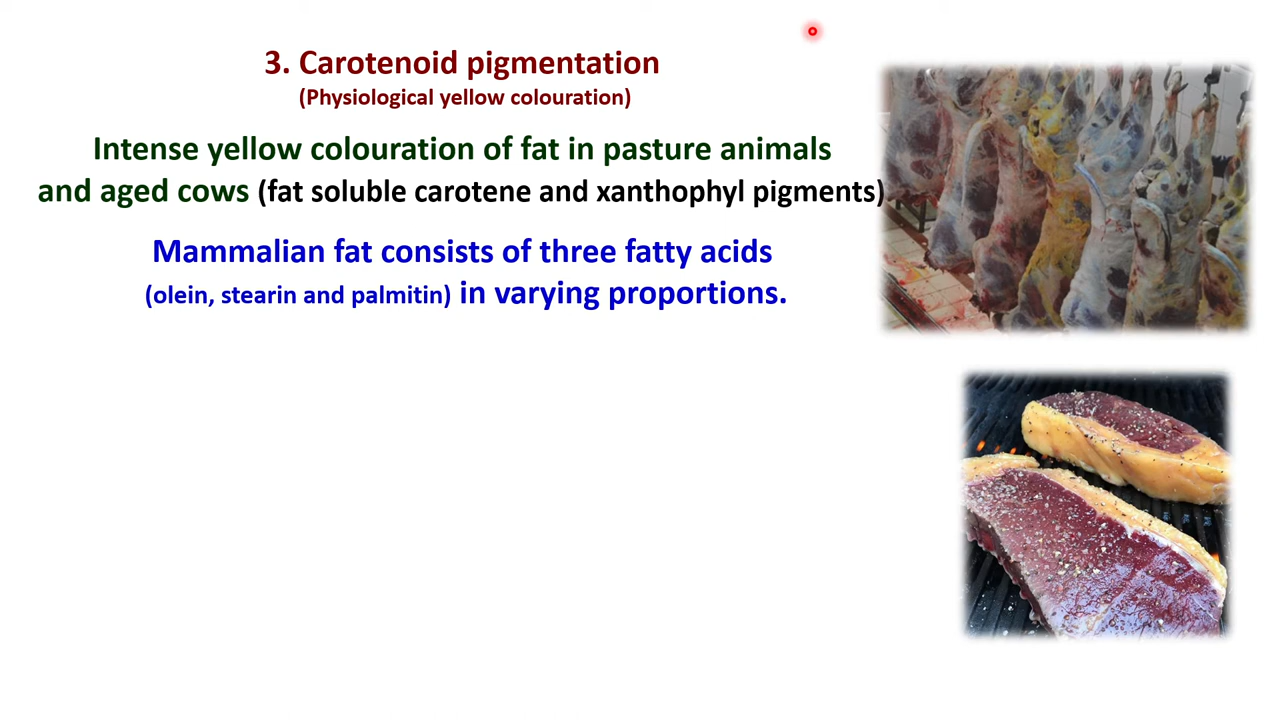 3. Carotenoid pigmentation
(Physiological yellow colouration)
Intense yellow colouration of fat in pasture animals
and aged cows (fat soluble carotene and xanthophyl pigments)
Mammalian fat consists of three fatty acids
(olein, stearin and palmitin) in varying proportions.